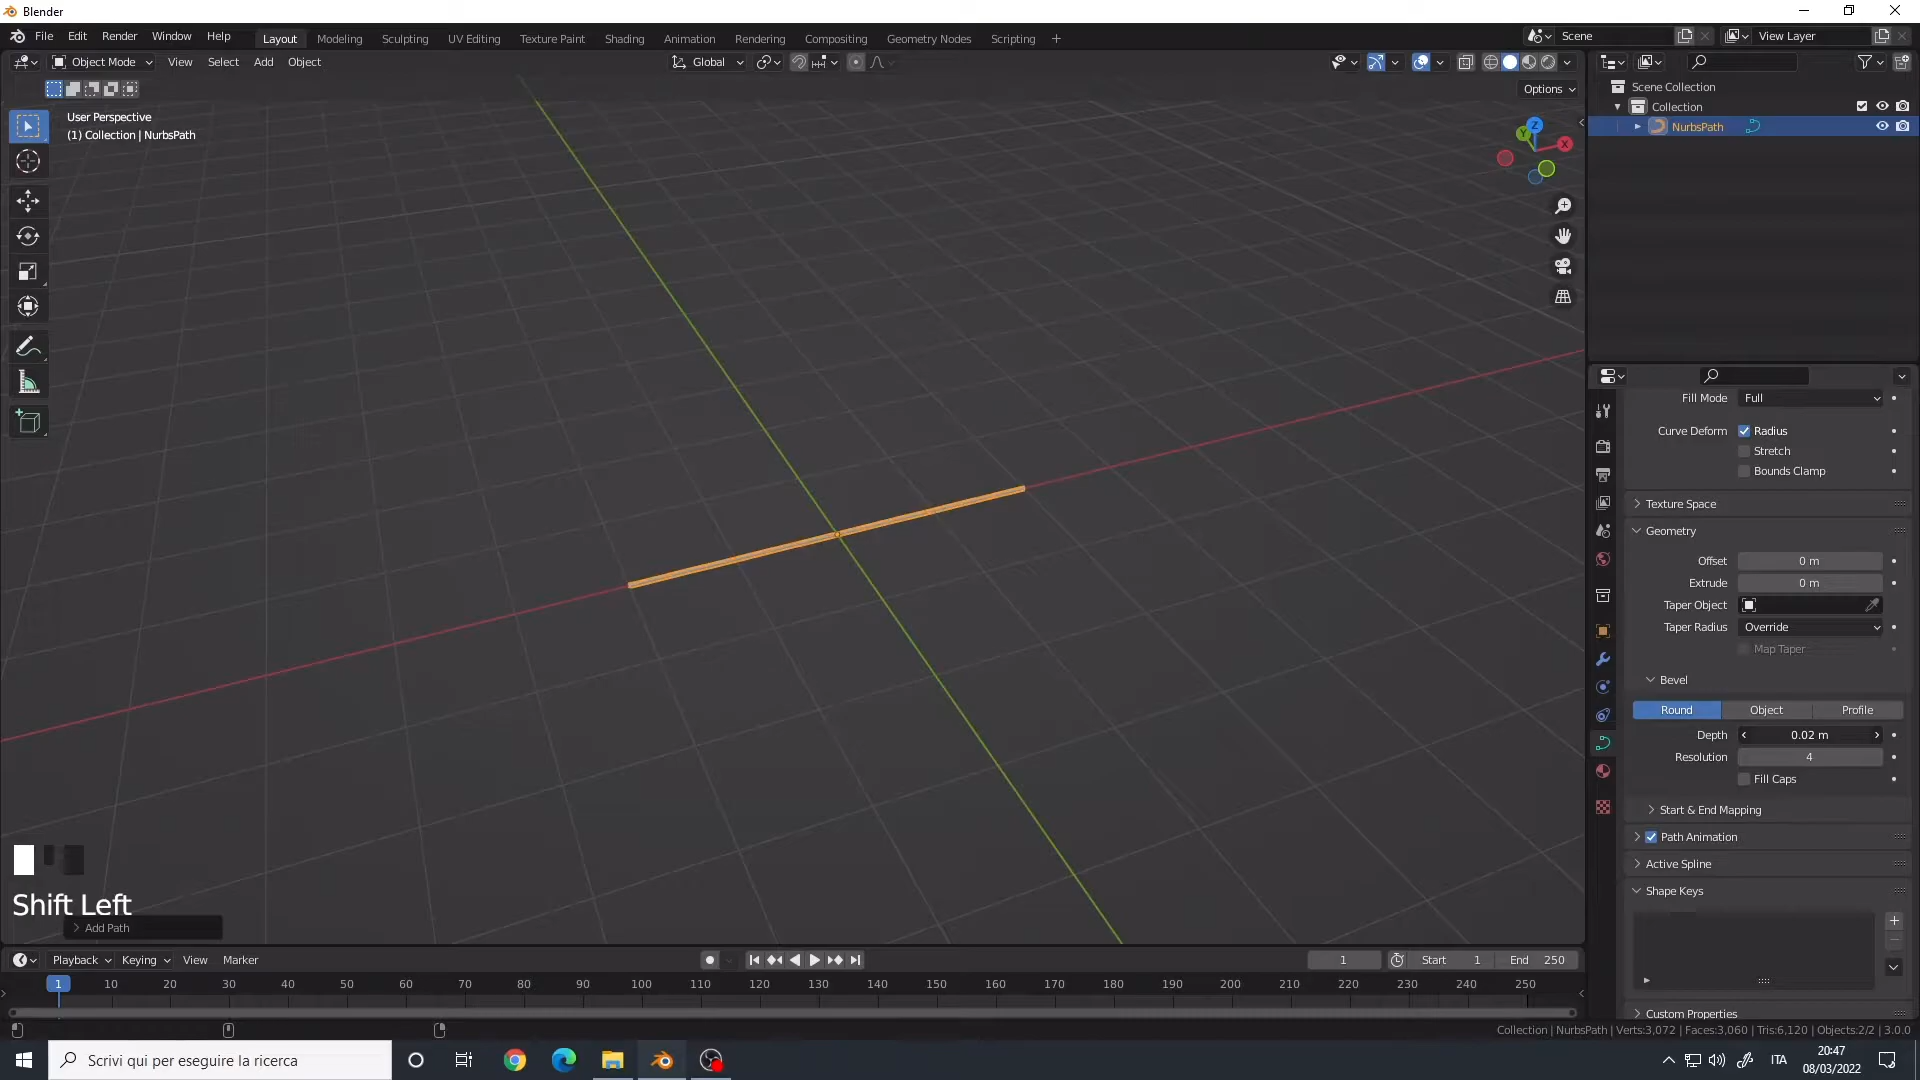 Blender
File Edit Render Window Help
Layout Modeling Sculpting UV Editing Texture Paint Shading Animation Rendering Compositing Geometry Nodes Scripting +
Scene View Layer
Object Mode View Select Add Object Global
Options
User Perspective
(1) Collection | NurbsPath
Z
Y
X
Scene Collection
Collection
NurbsPath
Fill Mode Full
Curve Deform Radius
Stretch
Bounds Clamp
Texture Space
Geometry
Offset 0 m
Extrude 0 m
Taper Object
Taper Radius Override
Map Taper
Bevel
Round Object Profile
Depth 0.02 m
Resolution 4
Fill Caps
Start & End Mapping
Path Animation
Active Spline
Shape Keys
Custom Properties
Shift Left
Add Path
Playback Keying View Marker
1 Start 1 End 250
1 10 20 30 40 50 60 70 80 90 100 110 120 130 140 150 160 170 180 190 200 210 220 230 240 250
Collection | NurbsPath | Verts:3,072 | Faces:3,060 | Tris:6,120 | Objects:2/2 | 3.0.0
Scrivi qui per eseguire la ricerca
ITA
20:47
08/03/2022